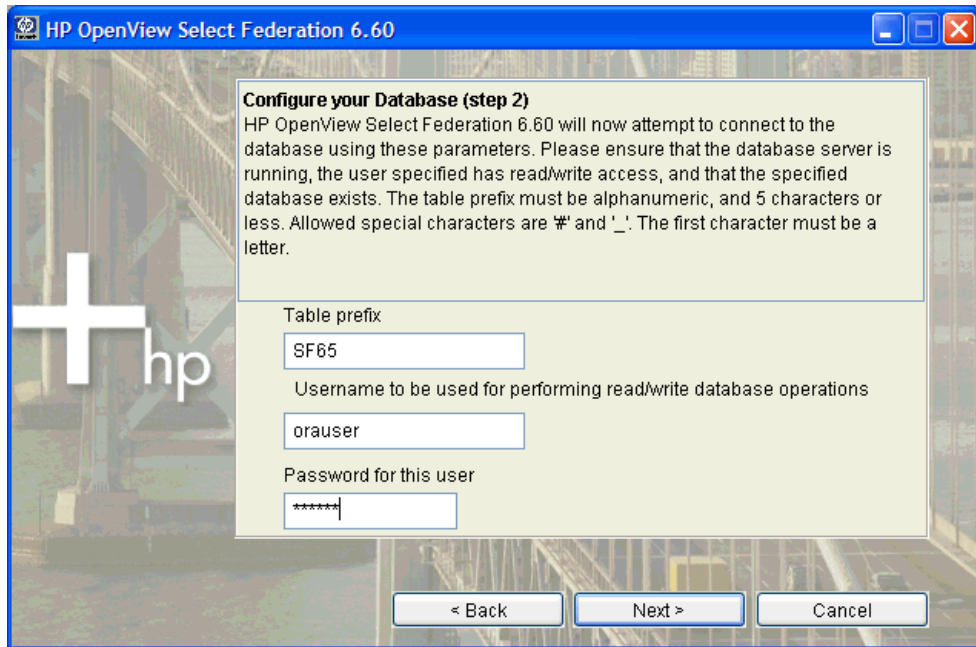 HP OpenView Select Federation 6.60
Configure your Database (step 2)
HP OpenView Select Federation 6.60 will now attempt to connect to the
database using these parameters. Please ensure that the database server is
running, the user specified has read/write access, and that the specified
database exists. The table prefix must be alphanumeric, and 5 characters or
less. Allowed special characters are '#' and '_'. The first character must be a
letter.
Table prefix
SF65
Username to be used for performing read/write database operations
orauser
Password for this user
******
hp
< Back
Next >
Cancel